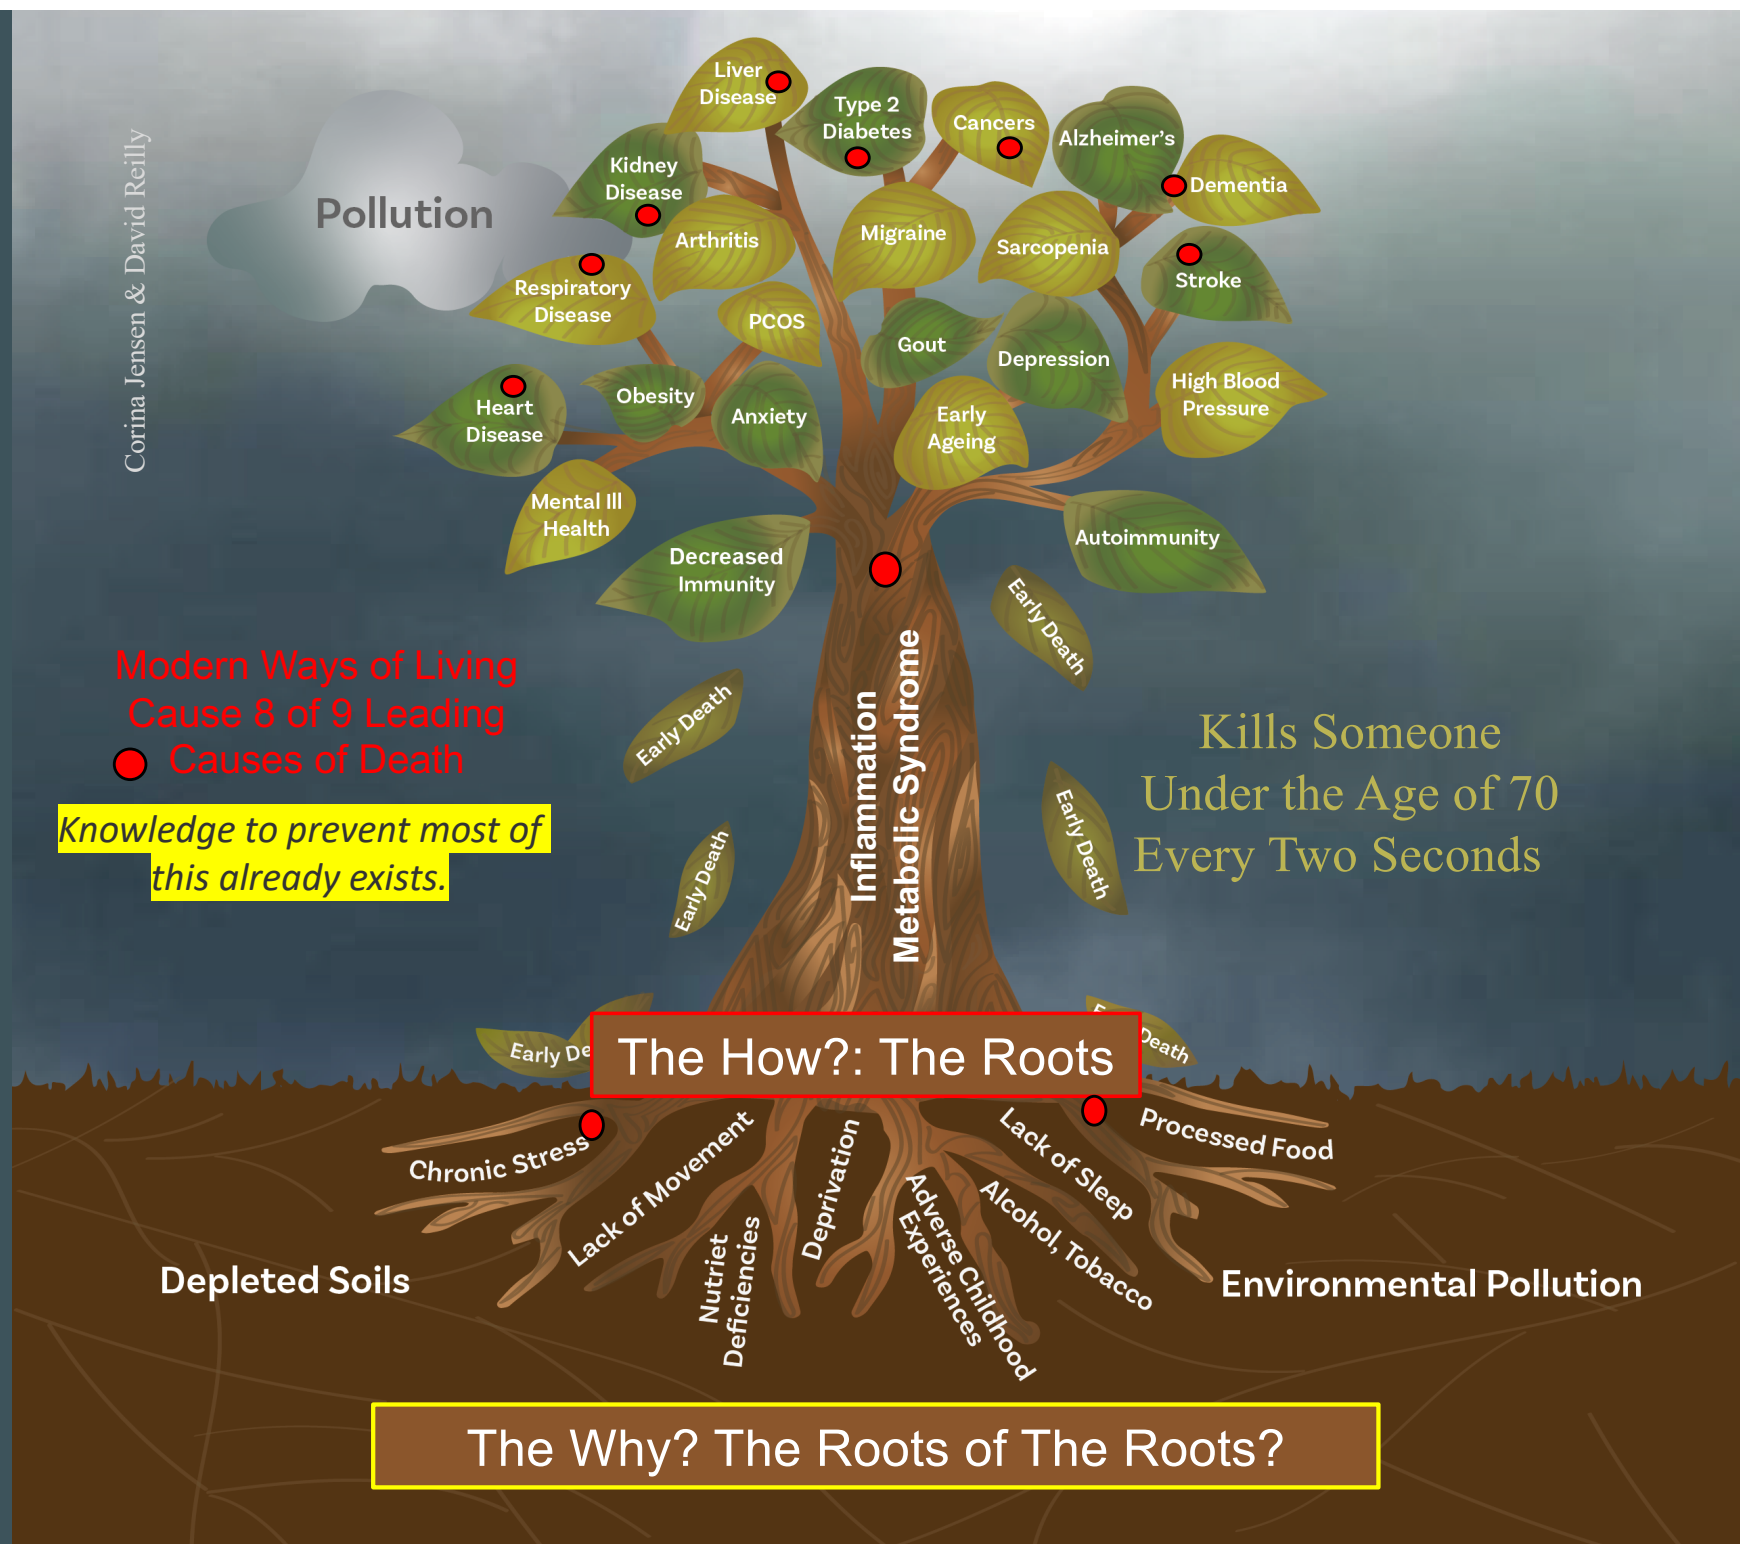 Corina Jensen & David Reilly
Pollution
Liver
Disease
Type 2
Diabetes
Cancers
Alzheimer's
Kidney
Disease
Dementia
Arthritis
Migraine
Sarcopenia
Respiratory
Disease
Stroke
PCOS
Gout
Depression
Heart
Disease
Obesity
Anxiety
Early
Ageing
High Blood
Pressure
Mental Ill
Health
Decreased
Immunity
Autoimmunity
Early Death
Early Death
Early Death
Early Death
Modern Ways of Living
Cause 8 of 9 Leading
Causes of Death
Knowledge to prevent most of
this already exists.
Inflammation
Metabolic Syndrome
Kills Someone
Under the Age of 70
Every Two Seconds
Early De
Death
The How?: The Roots
Chronic Stress
Lack of Movement
Nutriet
Deficiencies
Deprivation
Adverse Childhood
Experiences
Alcohol, Tobacco
Lack of Sleep
Processed Food
Depleted Soils
Environmental Pollution
The Why? The Roots of The Roots?